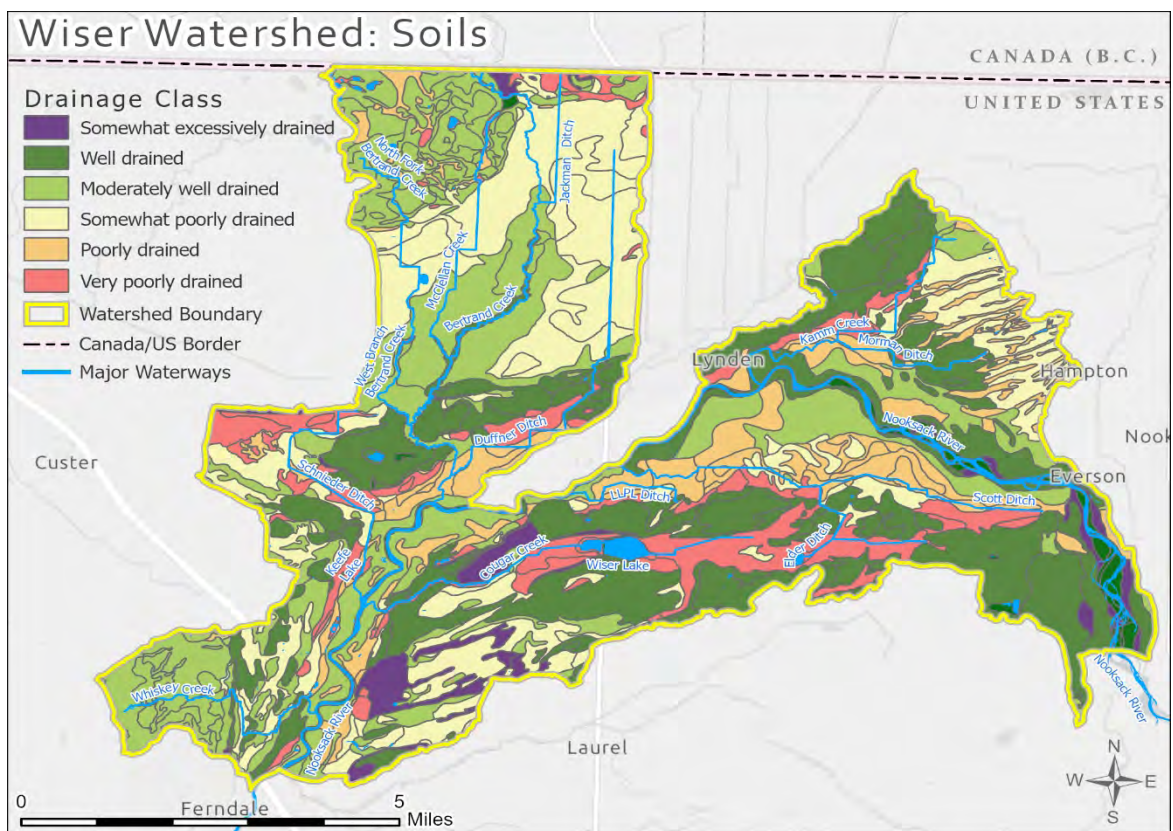 Wiser Watershed: Soils
CANADA (B.C.)
UNITED STATES
Drainage Class
Somewhat excessively drained
Well drained
Moderately well drained
Somewhat poorly drained
Poorly drained
Very poorly drained
Watershed Boundary
Canada/US Border
Major Waterways
North Fork
Bertrand Creek
Jackman Ditch
McClellan Creek
Bertrand Creek
West Branch
Bertrand Creek
Kamm Creek
Morman Ditch
Lynden
Hampton
Nooksack River
Nook
Duffner Ditch
Custer
Schnieder Ditch
Everson
LLPL Ditch
Scott Ditch
Keefe
Lake
Cougar Creek
Wiser Lake
Elder Ditch
Whiskey Creek
Nooksack River
Nooksack River
Laurel
Ferndale
N
W
E
S
0
5
Miles